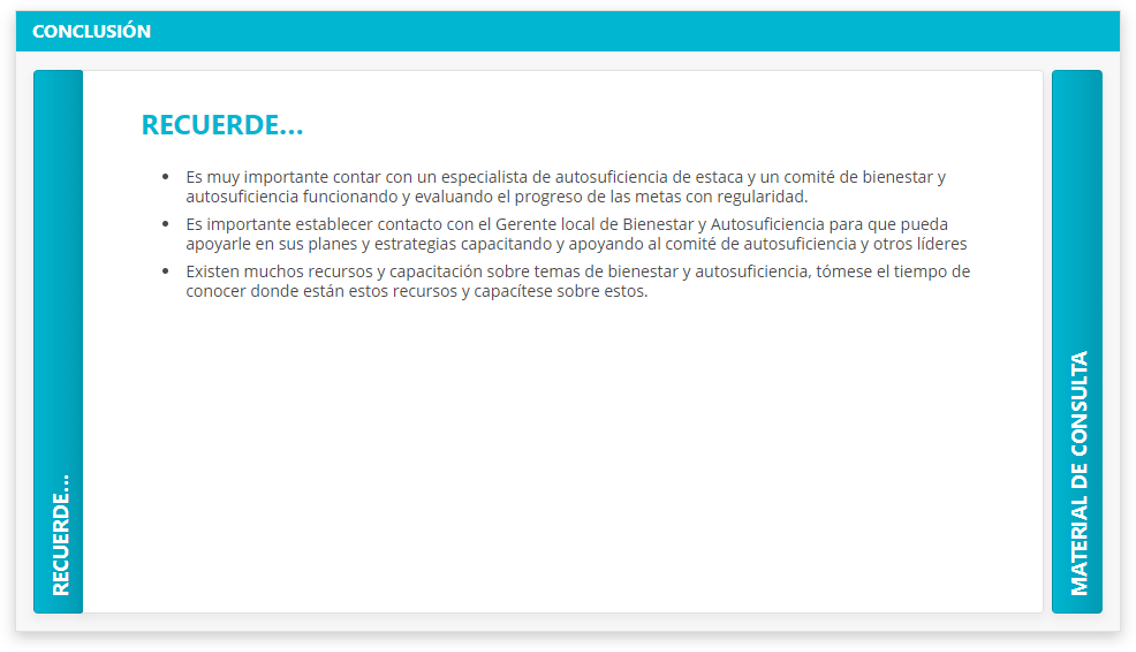 CONCLUSIÓN
RECUERDE...
RECUERDE...
• Es muy importante contar con un especialista de autosuficiencia de estaca y un comité de bienestar y
autosuficiencia funcionando y evaluando el progreso de las metas con regularidad.
• Es importante establecer contacto con el Gerente local de Bienestar y Autosuficiencia para que pueda
apoyarle en sus planes y estrategias capacitando y apoyando al comité de autosuficiencia y otros líderes
• Existen muchos recursos y capacitación sobre temas de bienestar y autosuficiencia, tómese el tiempo de
conocer donde están estos recursos y capacítese sobre estos.
MATERIAL DE CONSULTA